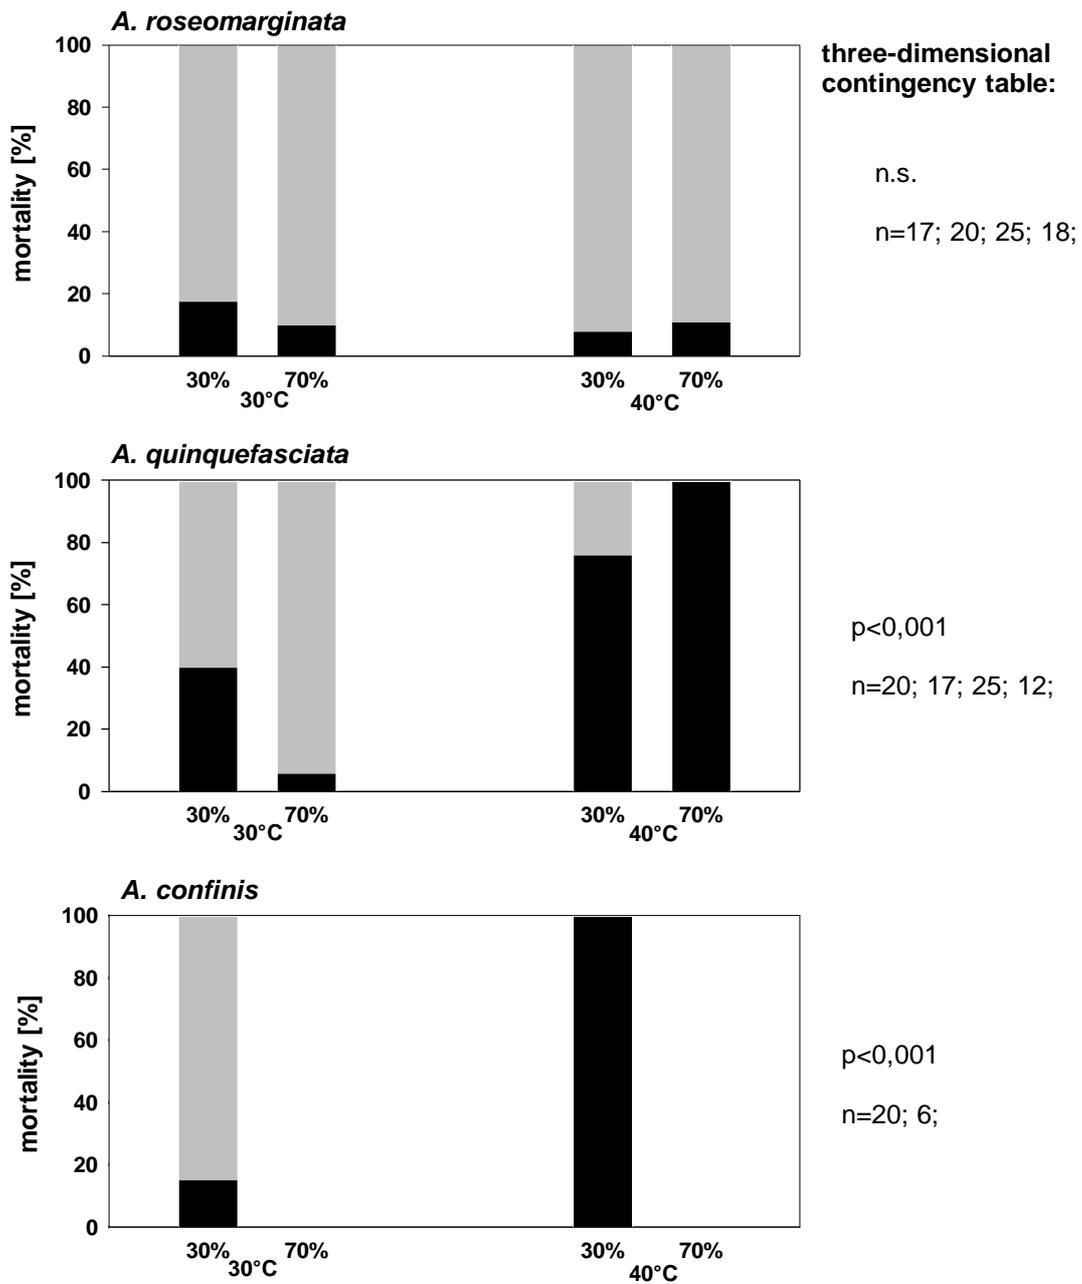 A. roseomarginata
three-dimensional
contingency table:
mortality [%]
100
80
60
40
20
0
n.s.
n=17; 20; 25; 18;
30% 70% 30% 70%
30°C 40°C
A. quinquefasciata
mortality [%]
100
80
60
40
20
0
p<0,001
n=20; 17; 25; 12;
30% 70% 30% 70%
30°C 40°C
A. confinis
mortality [%]
100
80
60
40
20
0
p<0,001
n=20; 6;
30% 70% 30% 70%
30°C 40°C